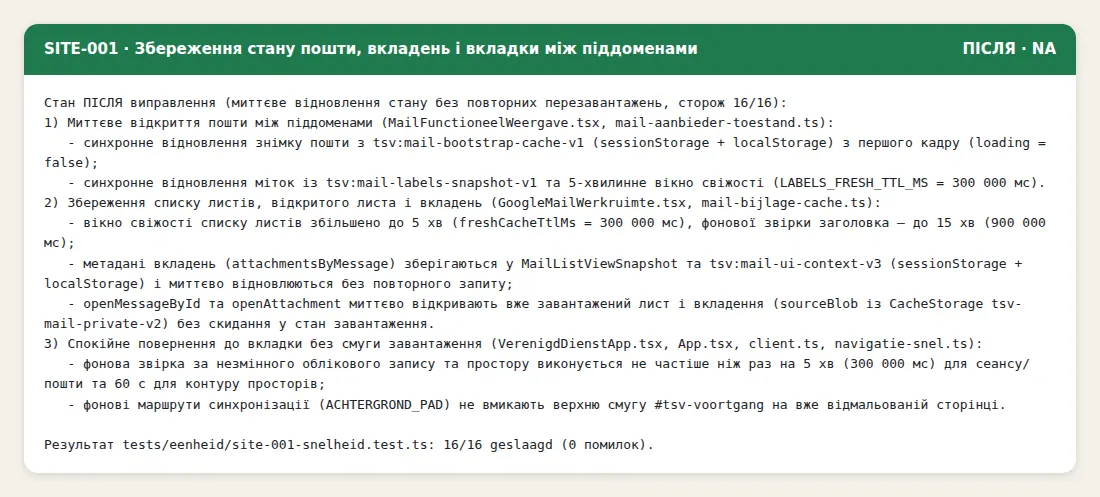 SITE-001 · Збереження стану пошти, вкладень і вкладки між піддоменами
ПІСЛЯ · NA
Стан ПІСЛЯ виправлення (миттєве відновлення стану без повторних перезавантажень, сторож 16/16):
1) Миттєве відкриття пошти між піддоменами (MailFunctioneelWeergave.tsx, mail-aanbieder-toestand.ts):
- синхронне відновлення знімку пошти з tsv:mail-bootstrap-cache-v1 (sessionStorage + localStorage) з першого кадру (loading =
false);
- синхронне відновлення міток із tsv:mail-labels-snapshot-v1 та 5-хвилинне вікно свіжості (LABELS_FRESH_TTL_MS = 300 000 мс).
2) Збереження списку листів, відкритого листа і вкладень (GoogleMailWerkruimte.tsx, mail-bijlage-cache.ts):
- вікно свіжості списку листів збільшено до 5 хв (freshCacheTtlMs = 300 000 мс), фонової звірки заголовка — до 15 хв (900 000
мс);
- метадані вкладень (attachmentsByMessage) зберігаються у MailListViewSnapshot та tsv:mail-ui-context-v3 (sessionStorage +
localStorage) і миттєво відновлюються без повторного запиту;
- openMessageById та openAttachment миттєво відкривають вже завантажений лист і вкладення (sourceBlob із CacheStorage tsv-
mail-private-v2) без скидання у стан завантаження.
3) Спокійне повернення до вкладки без смуги завантаження (VerenigdDienstApp.tsx, App.tsx, client.ts, navigatie-snel.ts):
- фонова звірка за незмінного облікового запису та простору виконується не частіше ніж раз на 5 хв (300 000 мс) для сеансу/
пошти та 60 с для контуру просторів;
- фонові маршрути синхронізації (ACHTERGROND_PAD) не вмикають верхню смугу #tsv-voortgang на вже відмальованій сторінці.
Результат tests/eenheid/site-001-snelheid.test.ts: 16/16 geslaagd (0 помилок).